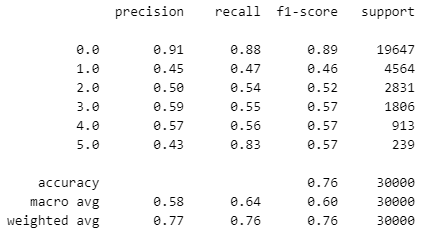 precision recall f1-score support
0.0 0.91 0.88 0.89 19647
1.0 0.45 0.47 0.46 4564
2.0 0.50 0.54 0.52 2831
3.0 0.59 0.55 0.57 1806
4.0 0.57 0.56 0.57 913
5.0 0.43 0.83 0.57 239
accuracy 0.76 30000
macro avg 0.58 0.64 0.60 30000
weighted avg 0.77 0.76 0.76 30000